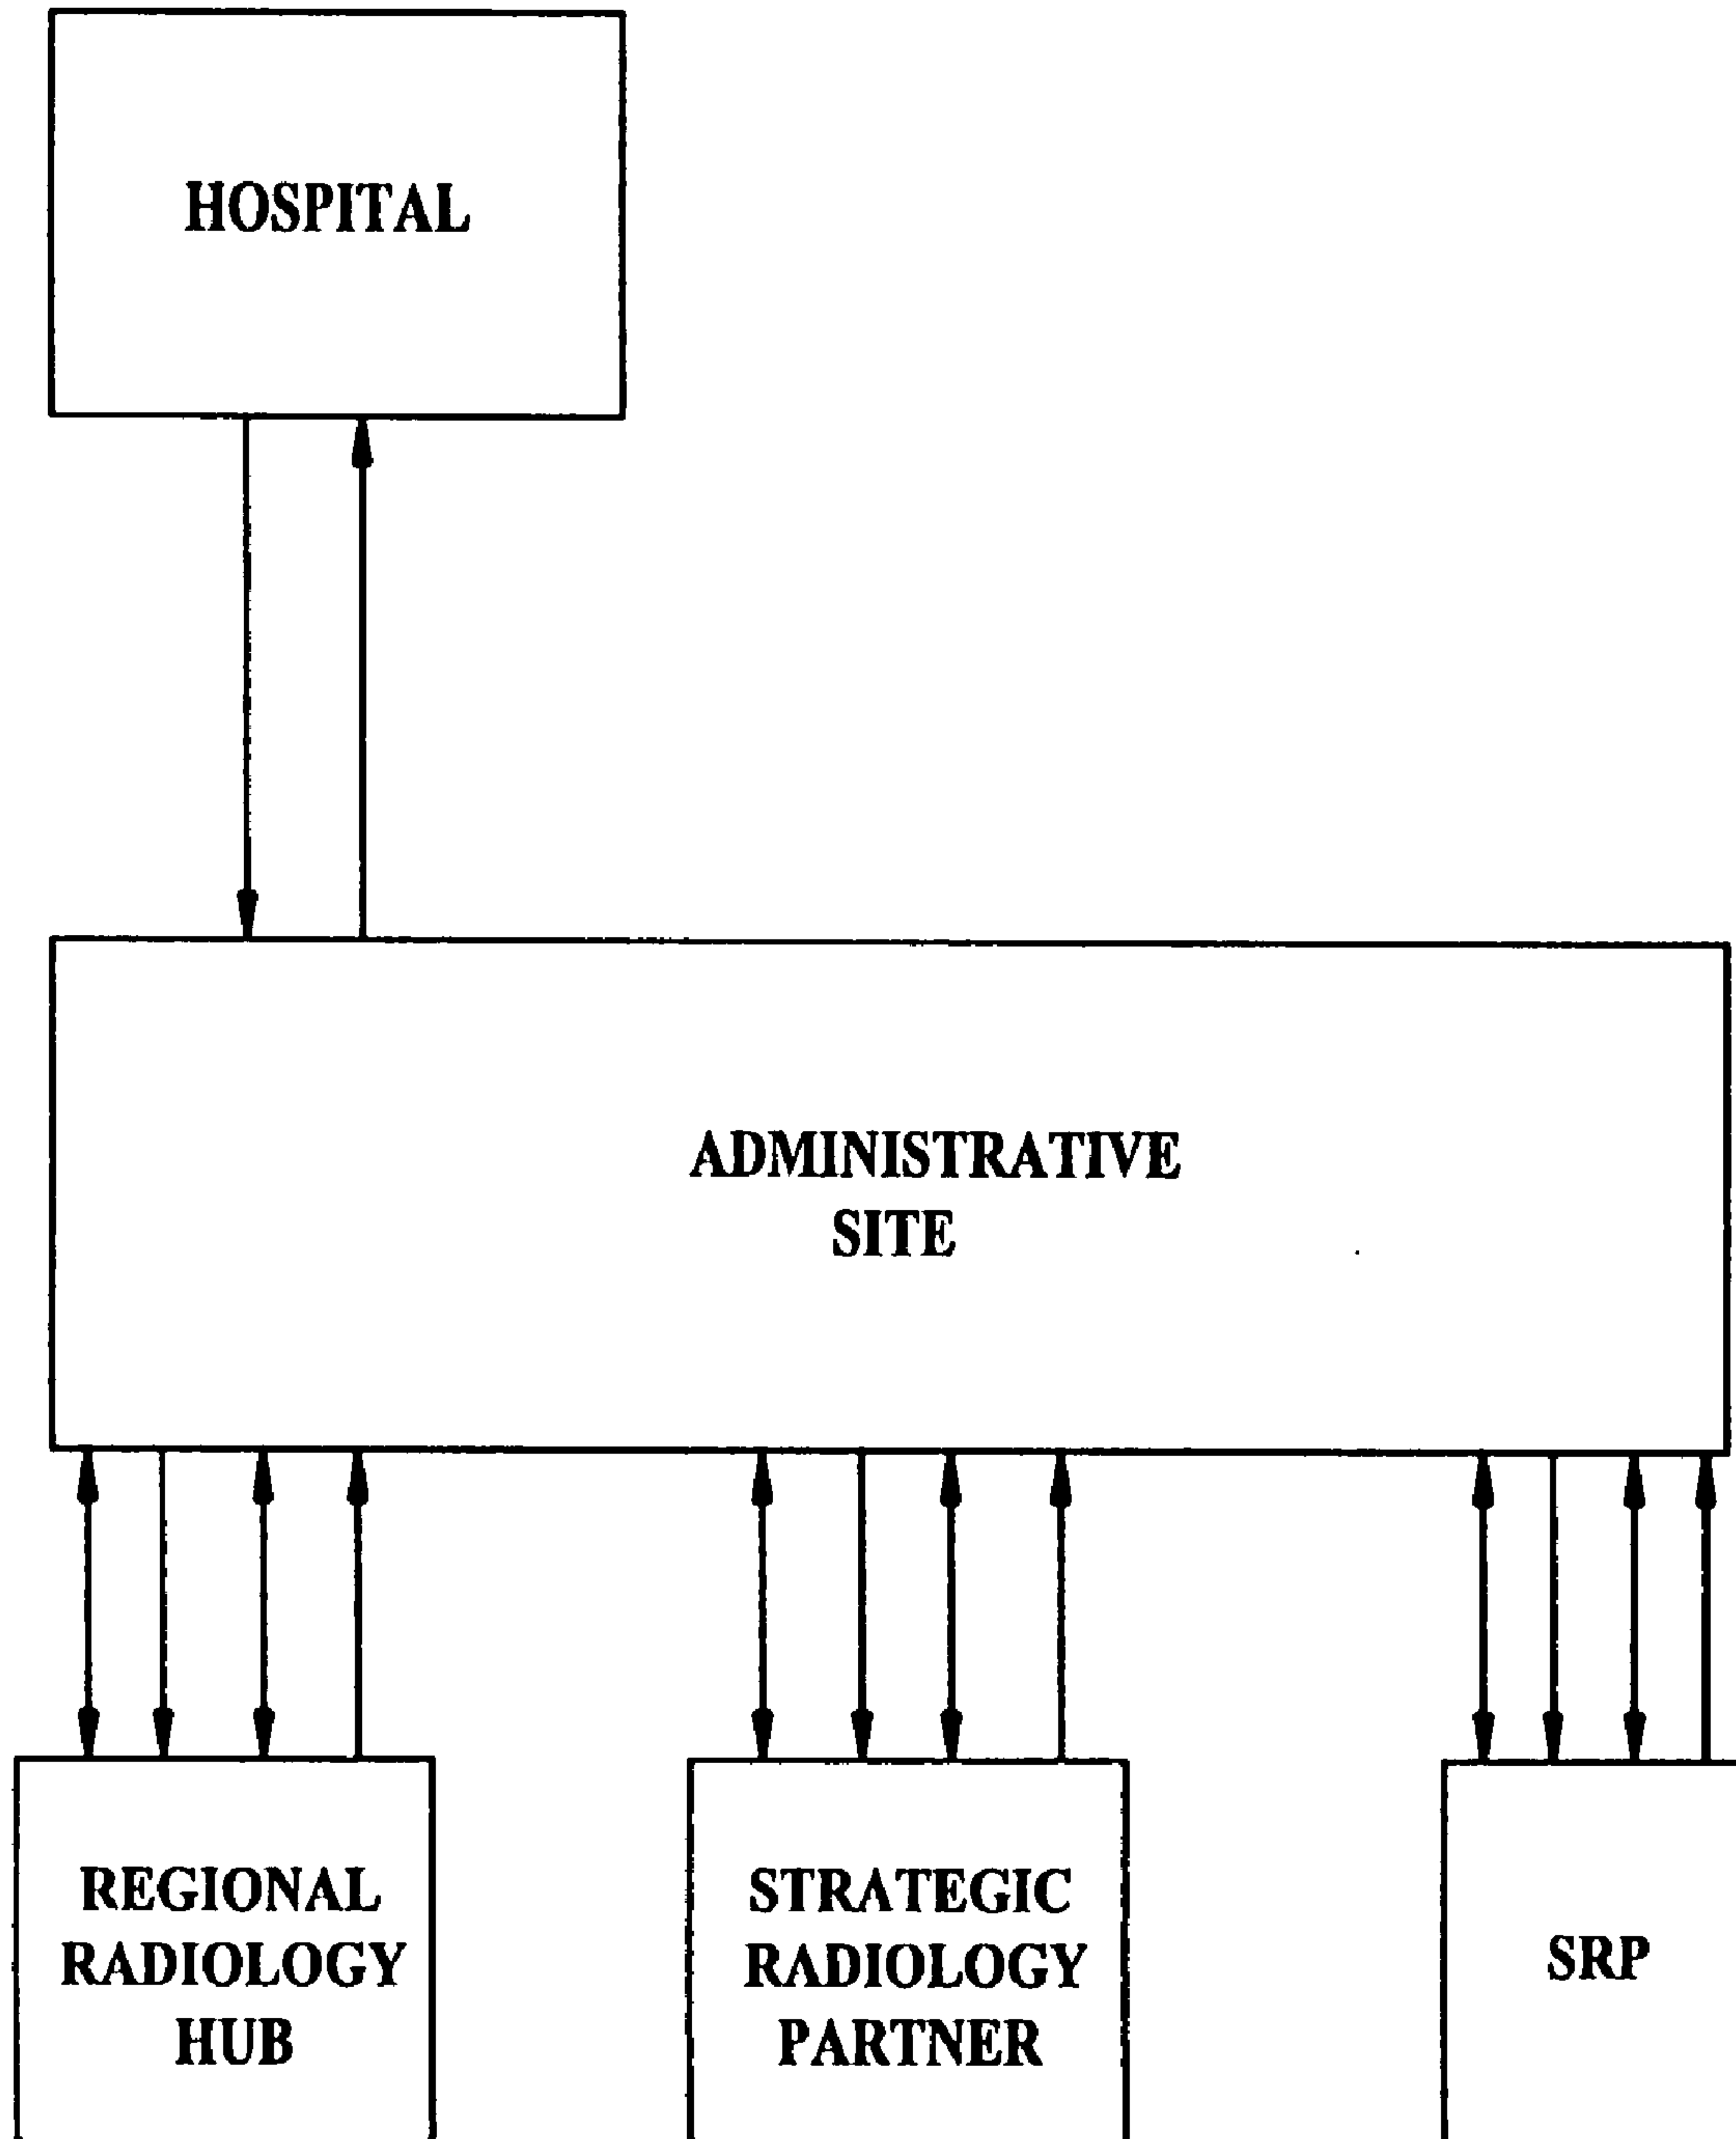 HOSPITAL
ADMINISTRATIVE
SITE
REGIONAL
RADIOLOGY
HUB
STRATEGIC
RADIOLOGY
PARTNER
SRP